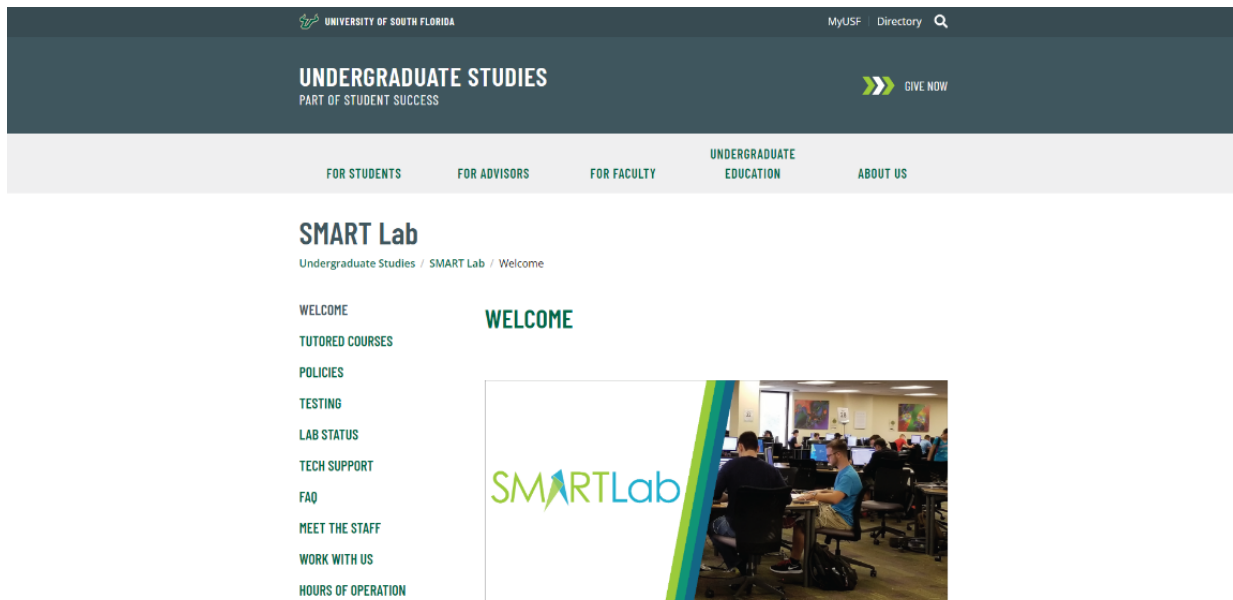 UNIVERSITY OF SOUTH FLORIDA
MyUSF Directory
UNDERGRADUATE STUDIES
PART OF STUDENT SUCCESS
GIVE NOW
FOR STUDENTS
FOR ADVISORS
FOR FACULTY
UNDERGRADUATE
EDUCATION
ABOUT US
SMART Lab
Undergraduate Studies / SMART Lab / Welcome
WELCOME
TUTORED COURSES
POLICIES
TESTING
LAB STATUS
TECH SUPPORT
FAQ
MEET THE STAFF
WORK WITH US
HOURS OF OPERATION
WELCOME
SMARTLab